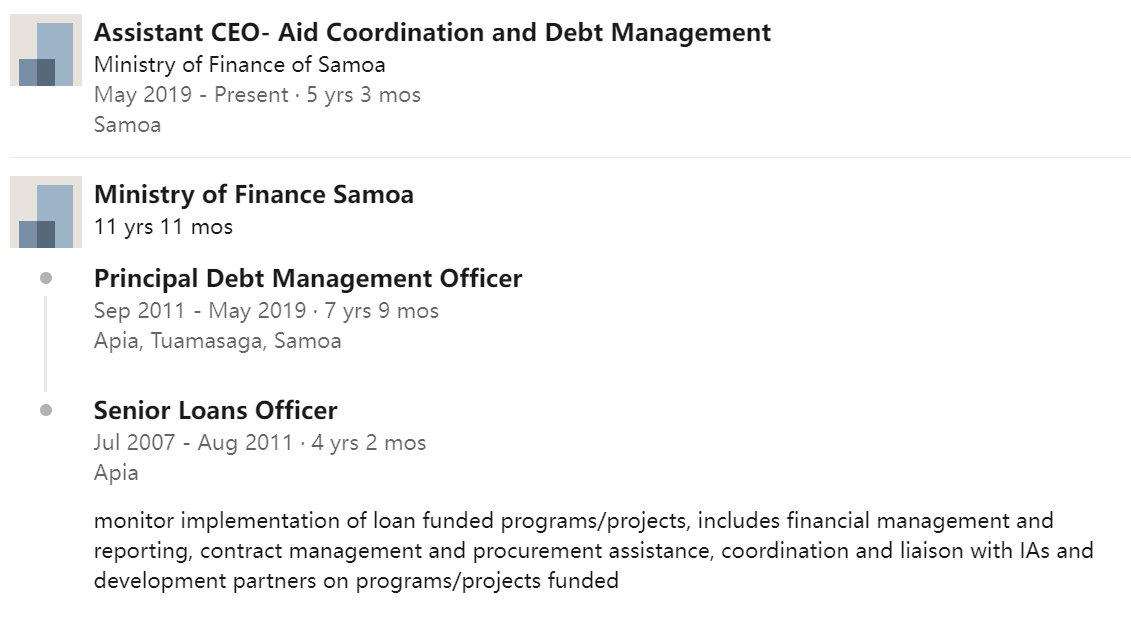 Assistant CEO- Aid Coordination and Debt Management
Ministry of Finance of Samoa
May 2019 - Present · 5 yrs 3 mos
Samoa
Ministry of Finance Samoa
11 yrs 11 mos
Principal Debt Management Officer
Sep 2011 - May 2019 · 7 yrs 9 mos
Apia, Tuamasaga, Samoa
Senior Loans Officer
Jul 2007 - Aug 2011 · 4 yrs 2 mos
Apia
monitor implementation of loan funded programs/projects, includes financial management and
reporting, contract management and procurement assistance, coordination and liaison with IAs and
development partners on programs/projects funded